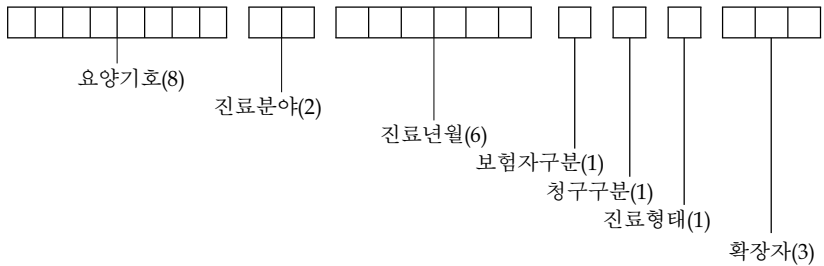 요양기호(8)
진료분야(2)
진료년월(6)
보험자구분(1)
청구구분(1)
진료형태(1)
확장자(3)